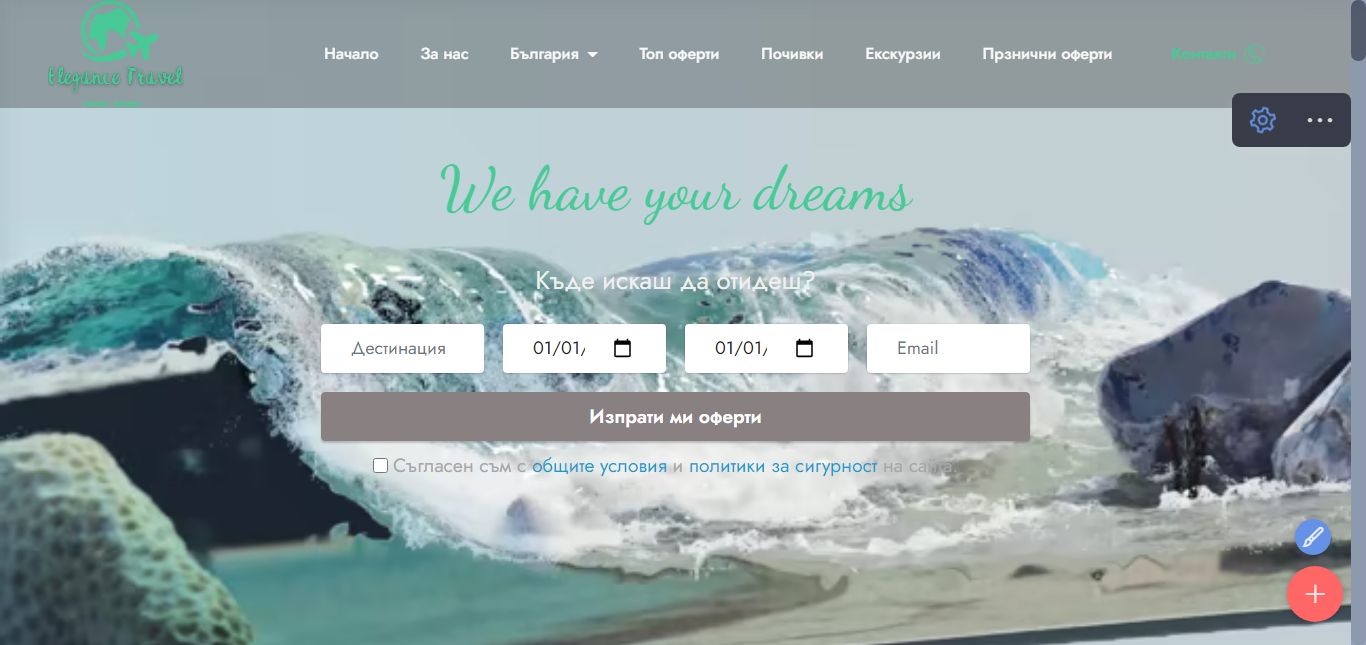 Elegance Travel
Начало За нас България Топ оферти Почивки Екскурзии Прзнични оферти Контакти
We have your dreams
Къде искаш да отидеш?
Дестинация 01/01/ 01/01/ Email
Изпрати ми оферти
Съгласен съм с общите условия и политики за сигурност на сайта.